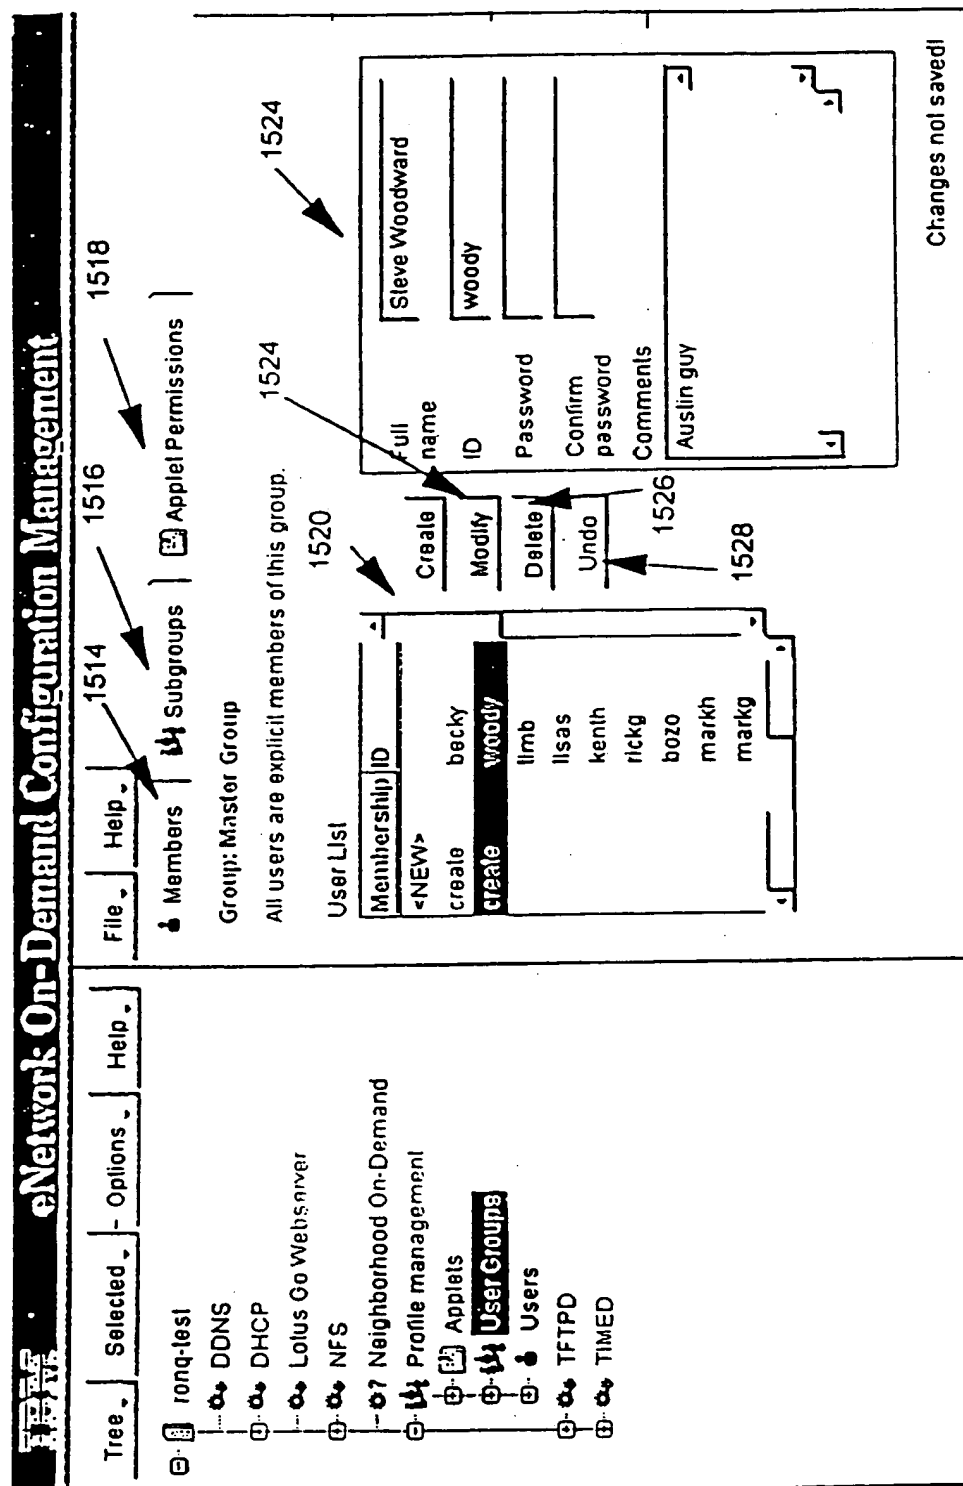 IBM eNetwork On-Demand Configuration Management
Tree Selected Options Help
ronq-test
DDNS
DHCP
Lotus Go Webserver
NFS
? Neighborhood On-Demand
Profile management
Applets
User Groups
Users
TFTPD
TIMED
File Help
Members Subgroups Applet Permissions
1514
1516
1518
Group: Master Group
All users are explicit members of this group.
User List
1520
Membership ID
<NEW>
create becky
create woody
timb
lisas
kenth
rickg
bozo
markh
markg
Create
Modify
Delete
Undo
1524
1526
1528
1524
Full name Steve Woodward
ID woody
Password
Confirm password
Comments
Austin guy
Changes not saved!